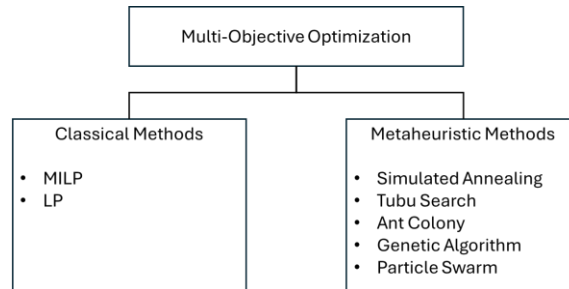 Multi-Objective Optimization
Classical Methods
• MILP
• LP
Metaheuristic Methods
• Simulated Annealing
• Tubu Search
• Ant Colony
• Genetic Algorithm
• Particle Swarm